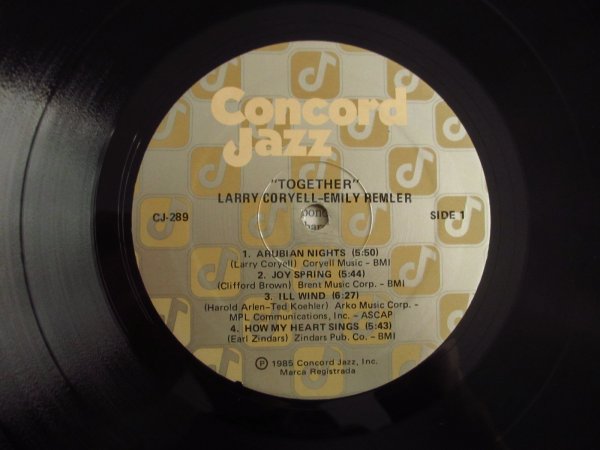 Concord
Jazz
"TOGETHER"
LARRY CORYELL-EMILY REMLER
CJ-289
SIDE 1
1. ARUBIAN NIGHTS (5:50)
(Larry Coryell) Coryell Music - BMI
2. JOY SPRING (5:44)
(Clifford Brown) Brent Music Corp. - BMI
3. ILL WIND (6:27)
(Harold Arlen-Ted Koehler) Arko Music Corp. -
MPL Communications, Inc. - ASCAP
4. HOW MY HEART SINGS (5:43)
(Earl Zindars) Zindars Pub. Co. - BMI
℗ 1985 Concord Jazz, Inc.
Marca Registrada